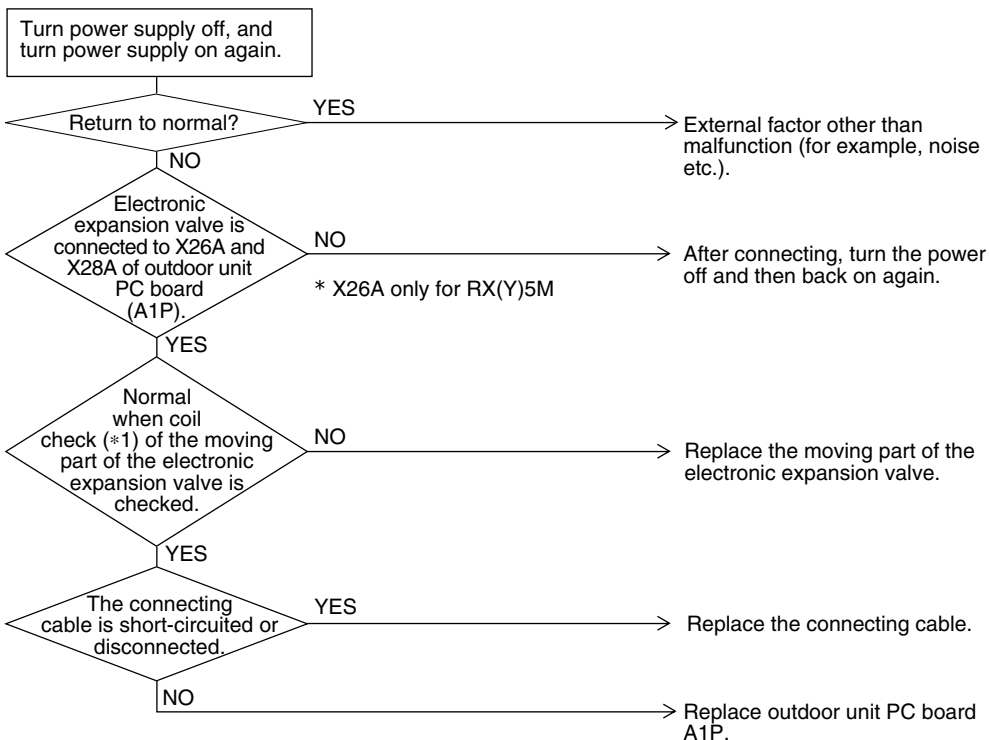 Turn power supply off, and
turn power supply on again.
Return to normal?
YES
External factor other than
malfunction (for example, noise
etc.).
NO
Electronic
expansion valve is
connected to X26A and
X28A of outdoor unit
PC board
(A1P).
NO
* X26A only for RX(Y)5M
After connecting, turn the power
off and then back on again.
YES
Normal
when coil
check (*1) of the moving
part of the electronic
expansion valve is
checked.
NO
Replace the moving part of the
electronic expansion valve.
YES
The connecting
cable is short-circuited or
disconnected.
YES
Replace the connecting cable.
NO
Replace outdoor unit PC board
A1P.